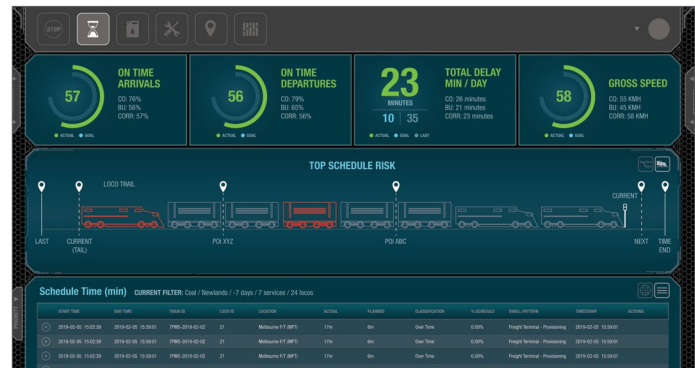 STOP
57
ON TIME
ARRIVALS
CO: 76%
BU: 56%
CORR: 57%
ACTUAL GOAL
56
ON TIME
DEPARTURES
CO: 79%
BU: 65%
CORR: 56%
ACTUAL GOAL
23
MINUTES
10 | 35
TOTAL DELAY
MIN / DAY
CO: 26 minutes
BU: 21 minutes
CORR: 23 minutes
ACTUAL GOAL LAST
58
GROSS SPEED
CO: 55 KMH
BU: 45 KMH
CORR: 58 KMH
ACTUAL GOAL
TOP SCHEDULE RISK
LOCO TRAIL
CURRENT
LAST CURRENT POI XYZ POI ABC NEXT TIME
(TAIL) END
PRIORITY
Schedule Time (min) CURRENT FILTER: Coal / Newlands / -7 days / 7 services / 24 locos
START TIME END TIME TRAIN ID LOCO ID LOCATION ACTUAL PLANNED CLASSIFICATION % SCHEDULE DWELL PATTERN TIMESTAMP ACTIONS
2019-02-05 15:02:39 2019-02-05 15:59:01 7PM5-2019-02-02 21 Melbourne F/T (MFT) 17m 6m Over Time 0.00% Freight Terminal - Provisioning 2019-02-05 15:59:01
2019-02-05 15:02:39 2019-02-05 15:59:01 7PM5-2019-02-02 21 Melbourne F/T (MFT) 17m 6m Over Time 0.00% Freight Terminal - Provisioning 2019-02-05 15:59:01
2019-02-05 15:02:39 2019-02-05 15:59:01 7PM5-2019-02-02 21 Melbourne F/T (MFT) 17m 6m Over Time 0.00% Freight Terminal - Provisioning 2019-02-05 15:59:01